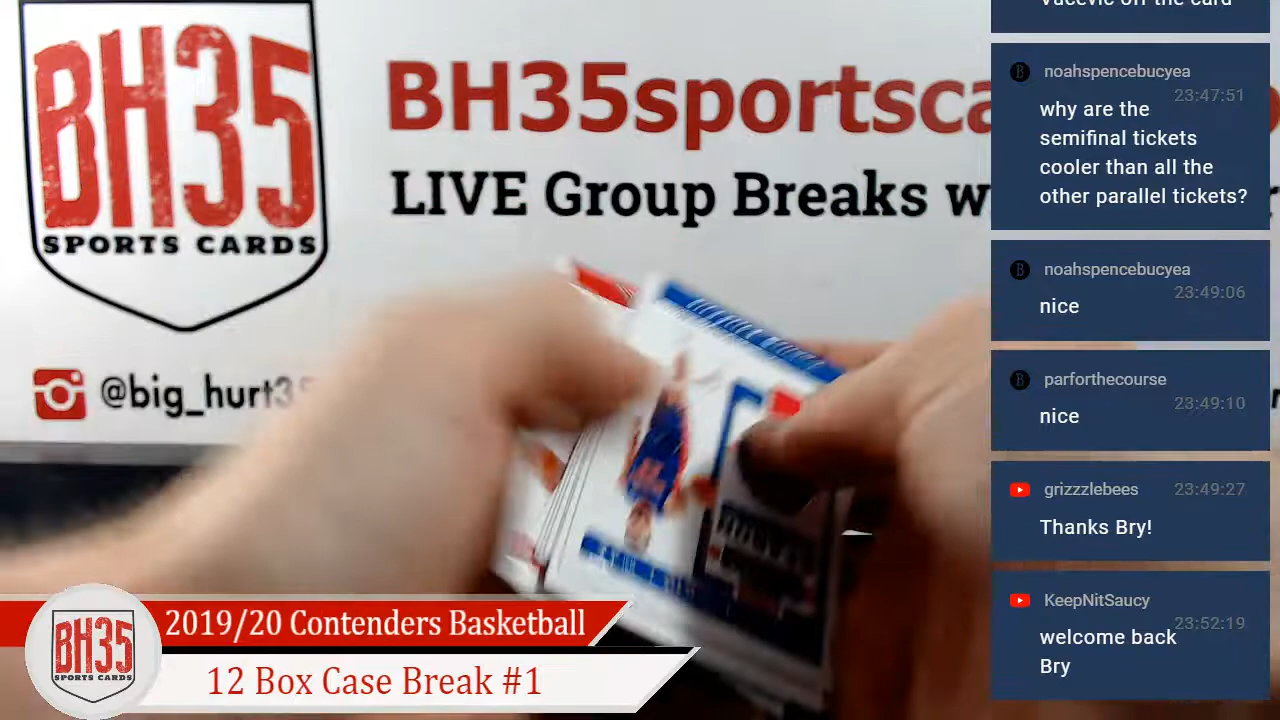 BH35
SPORTS CARDS
BH35sportsca
LIVE Group Breaks w
@big_hurt3
off the card
noahspencebucyea
23:47:51
why are the
semifinal tickets
cooler than all the
other parallel tickets?
noahspencebucyea
23:49:06
nice
parforthecourse
23:49:10
nice
grizzzlebees
23:49:27
Thanks Bry!
KeepNitSaucy
23:52:19
welcome back
Bry
BH35
SPORTS CARDS
2019/20 Contenders Basketball
12 Box Case Break #1